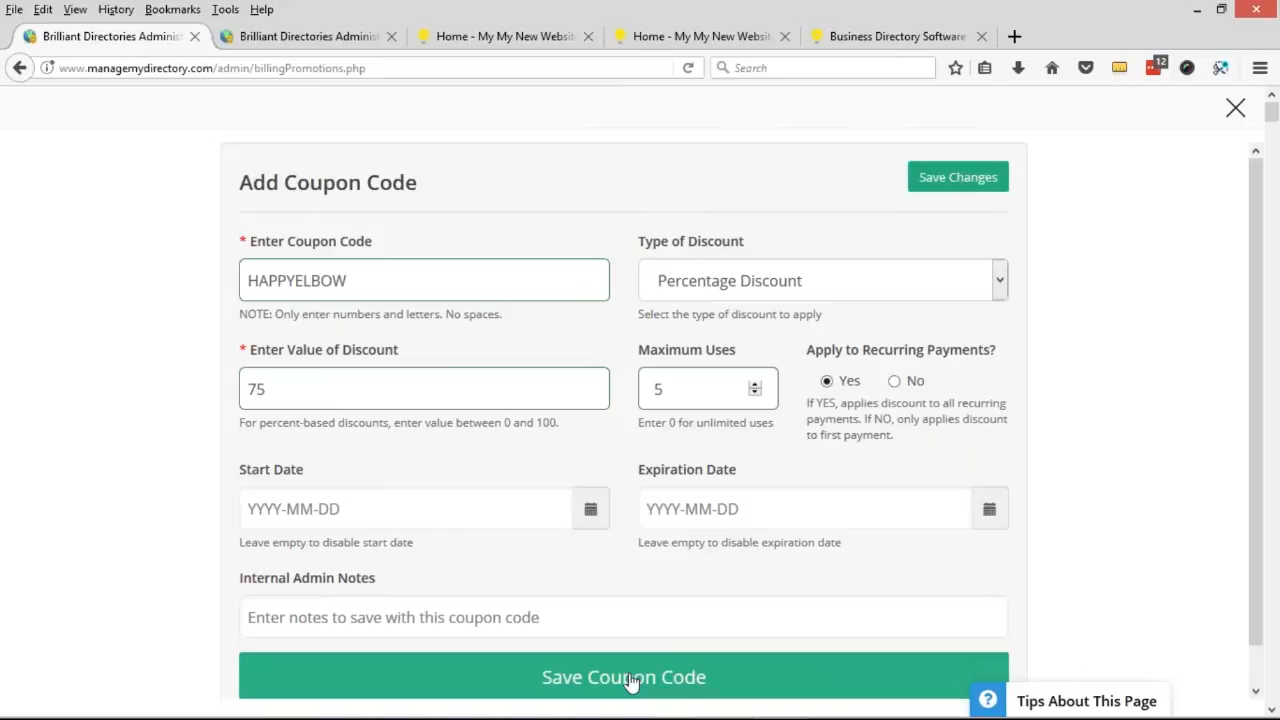 File Edit View History Bookmarks Tools Help
Brilliant Directories Administ
Brilliant Directories Administ
Home - My My New Websit
Home - My My New Websit
Business Directory Software
www.managemydirectory.com/admin/billingPromotions.php
Search
12
Add Coupon Code
Save Changes
* Enter Coupon Code
Type of Discount
HAPPYELBOW
Percentage Discount
NOTE: Only enter numbers and letters. No spaces.
Select the type of discount to apply
* Enter Value of Discount
Maximum Uses
Apply to Recurring Payments?
75
5
Yes
No
For percent-based discounts, enter value between 0 and 100.
Enter 0 for unlimited uses
If YES, applies discount to all recurring
payments. If NO, only applies discount
to first payment.
Start Date
Expiration Date
YYYY-MM-DD
YYYY-MM-DD
Leave empty to disable start date
Leave empty to disable expiration date
Internal Admin Notes
Enter notes to save with this coupon code
Save Coupon Code
? Tips About This Page